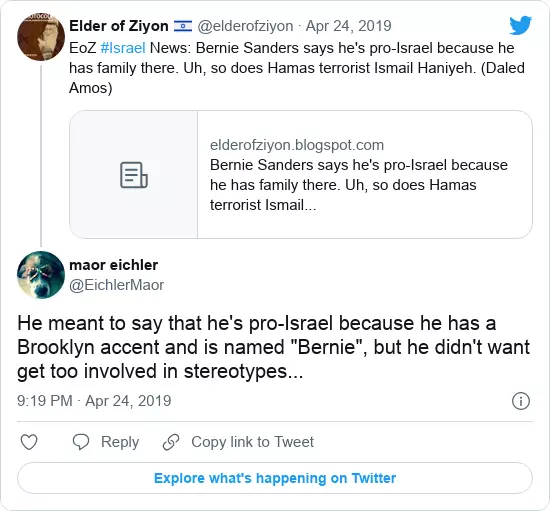 Elder of Ziyon 🇮🇱 @elderofziyon · Apr 24, 2019
EoZ #Israel News: Bernie Sanders says he's pro-Israel because he
has family there. Uh, so does Hamas terrorist Ismail Haniyeh. (Daled
Amos)
elderofziyon.blogspot.com
Bernie Sanders says he's pro-Israel because
he has family there. Uh, so does Hamas
terrorist Ismail...
maor eichler
@EichlerMaor
He meant to say that he's pro-Israel because he has a
Brooklyn accent and is named "Bernie", but he didn't want
get too involved in stereotypes...
9:19 PM · Apr 24, 2019
Reply
Copy link to Tweet
Explore what's happening on Twitter